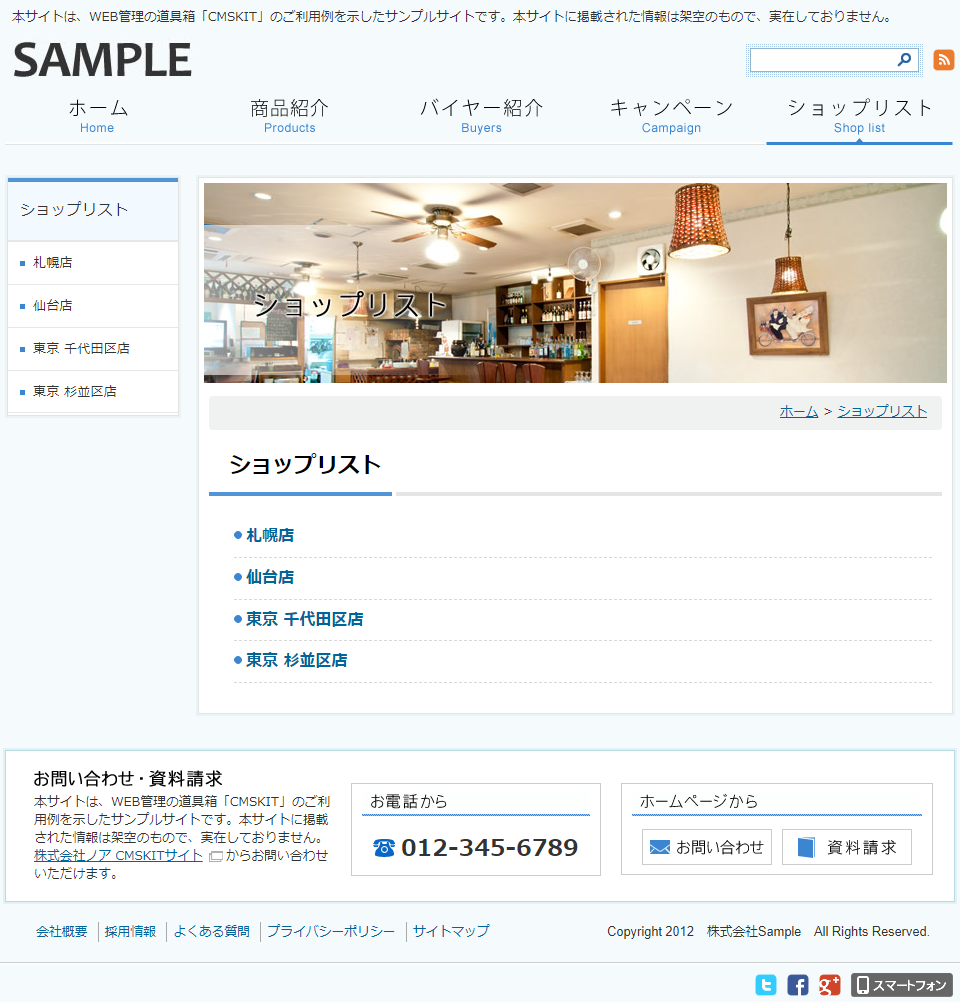 本サイトは、WEB管理の道具箱「CMSKIT」のご利用例を示したサンプルサイトです。本サイトに掲載された情報は架空のもので、実在しておりません。
SAMPLE
ホーム 商品紹介 バイヤー紹介 キャンペーン ショップリスト
Home Products Buyers Campaign Shop list
ショップリスト
札幌店
仙台店
東京 千代田区店
東京 杉並区店
ショップリスト
ホーム > ショップリスト
ショップリスト
札幌店
仙台店
東京 千代田区店
東京 杉並区店
お問い合わせ・資料請求
本サイトは、WEB管理の道具箱「CMSKIT」のご利
用例を示したサンプルサイトです。本サイトに掲載
された情報は架空のもので、実在しておりません。
株式会社ノア CMSKITサイト からお問い合わせ
いただけます。
お電話から
012-345-6789
ホームページから
お問い合わせ 資料請求
会社概要 採用情報 よくある質問 プライバシーポリシー サイトマップ
Copyright 2012 株式会社Sample All Rights Reserved.
スマートフォン